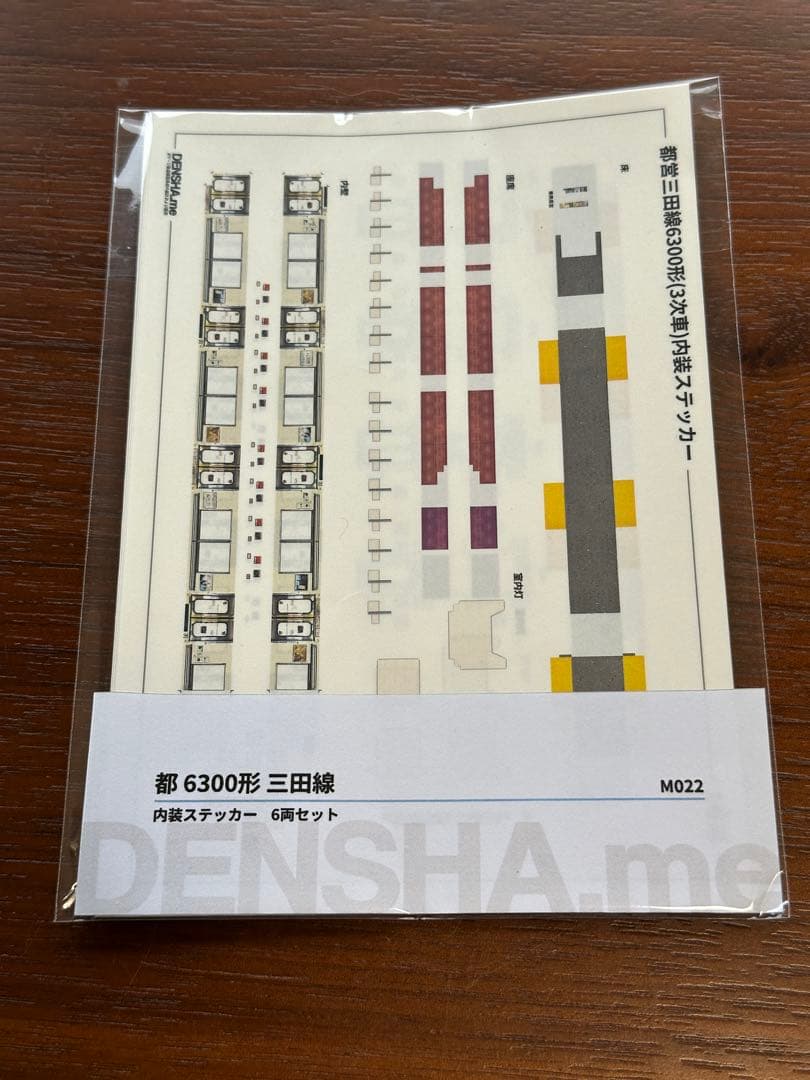 都営三田線6300形(3次車)内装ステッカー
床
座席
内壁
室内灯
DENSHA.me
都 6300形 三田線
M022
内装ステッカー 6両セット
DENSHA.me